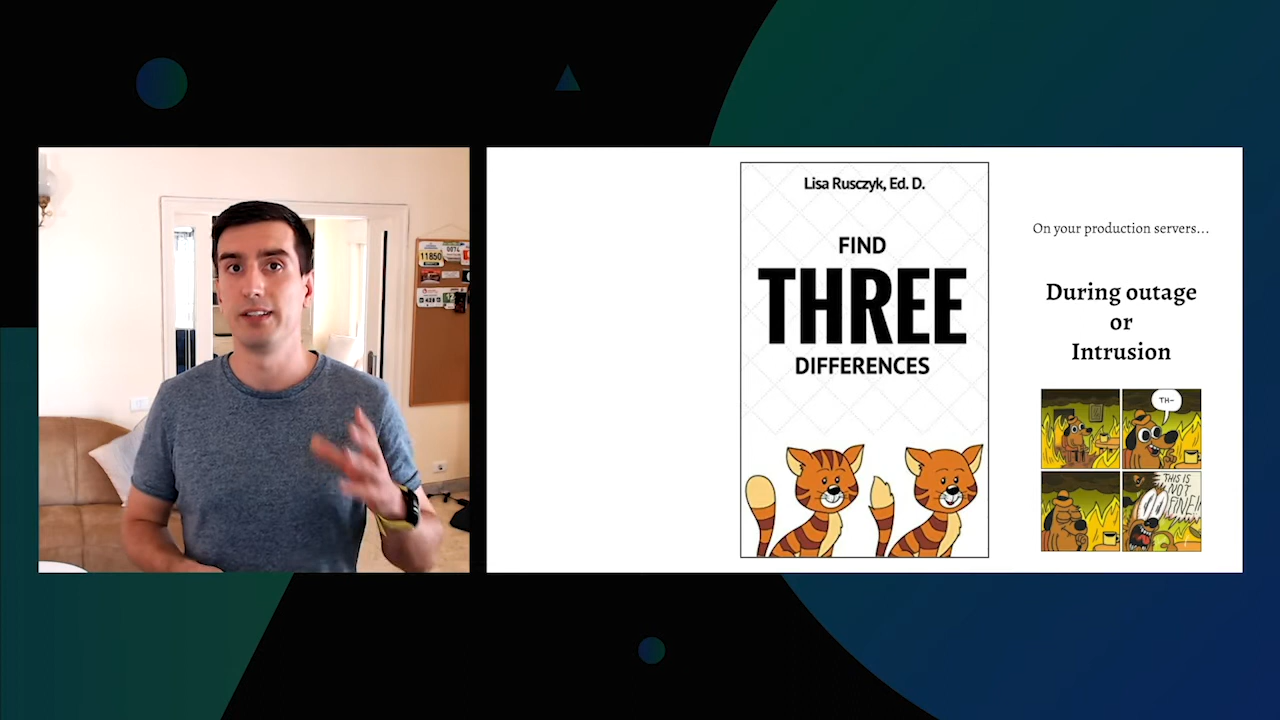 Lisa Rusczyk, Ed. D.
FIND
THREE
DIFFERENCES
On your production servers...
During outage
or
Intrusion
TH-
THIS IS
NOT
FINE!!
11850